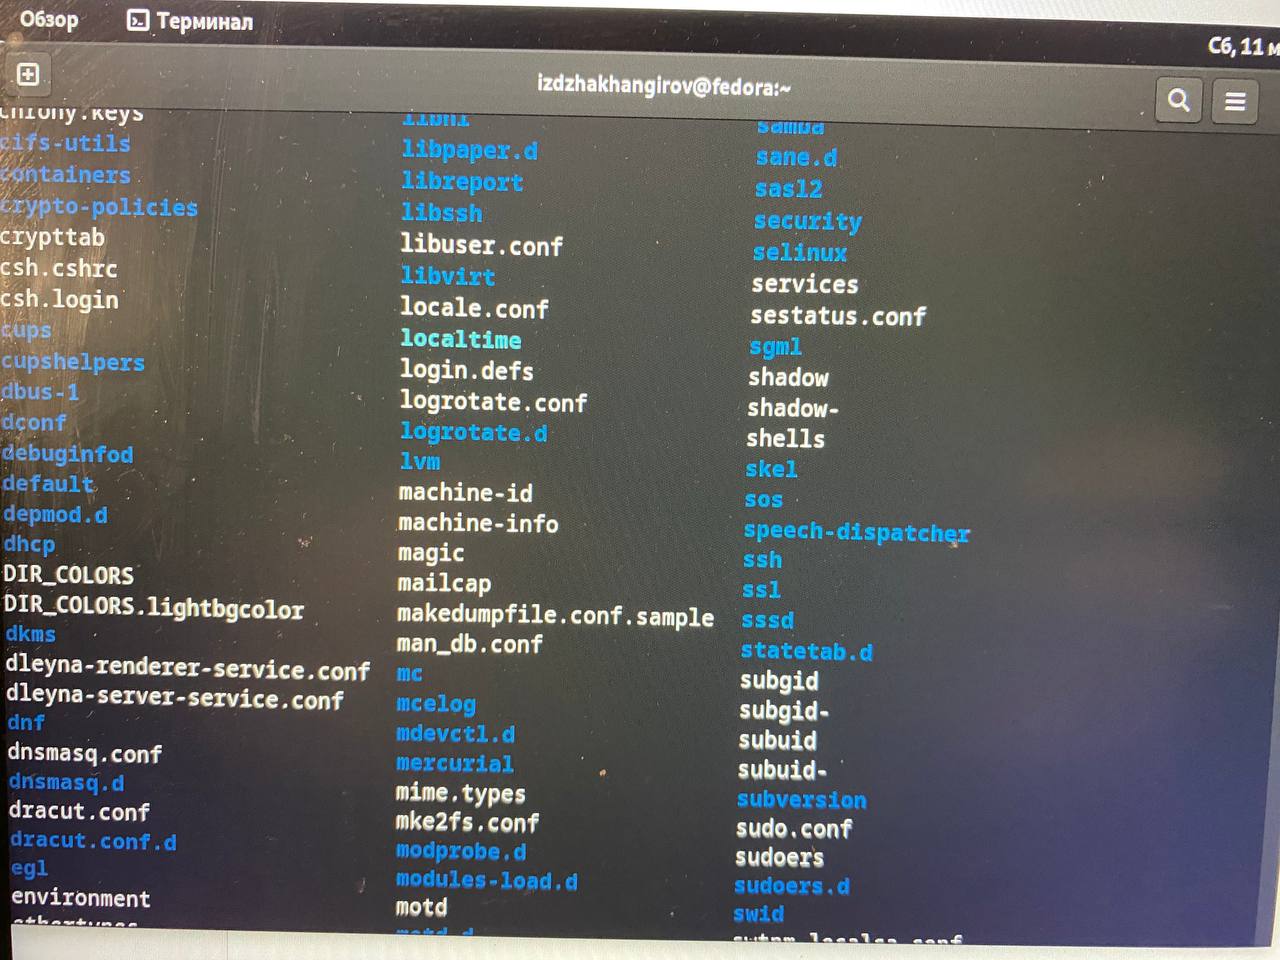 Обзор
Терминал
Сб, 11
izdzhakhangirov@fedora:~
chrony.keys
cifs-utils
containers
crypto-policies
crypttab
csh.cshrc
csh.login
cups
cupshelpers
dbus-1
dconf
debuginfod
default
depmod.d
dhcp
DIR_COLORS
DIR_COLORS.lightbgcolor
dkms
dleyna-renderer-service.conf
dleyna-server-service.conf
dnf
dnsmasq.conf
dnsmasq.d
dracut.conf
dracut.conf.d
egl
environment
ethertypes
libnl
libpaper.d
libreport
libssh
libuser.conf
libvirt
locale.conf
localtime
login.defs
logrotate.conf
logrotate.d
lvm
machine-id
machine-info
magic
mailcap
makedumpfile.conf.sample
man_db.conf
mc
mcelog
mdevctl.d
mercurial
mime.types
mke2fs.conf
modprobe.d
modules-load.d
motd
motd.d
samba
sane.d
sasl2
security
selinux
services
sestatus.conf
sgml
shadow
shadow-
shells
skel
sos
speech-dispatcher
ssh
ssl
sssd
statetab.d
subgid
subgid-
subuid
subuid-
subversion
sudo.conf
sudoers
sudoers.d
swid
swtpm-localca.conf